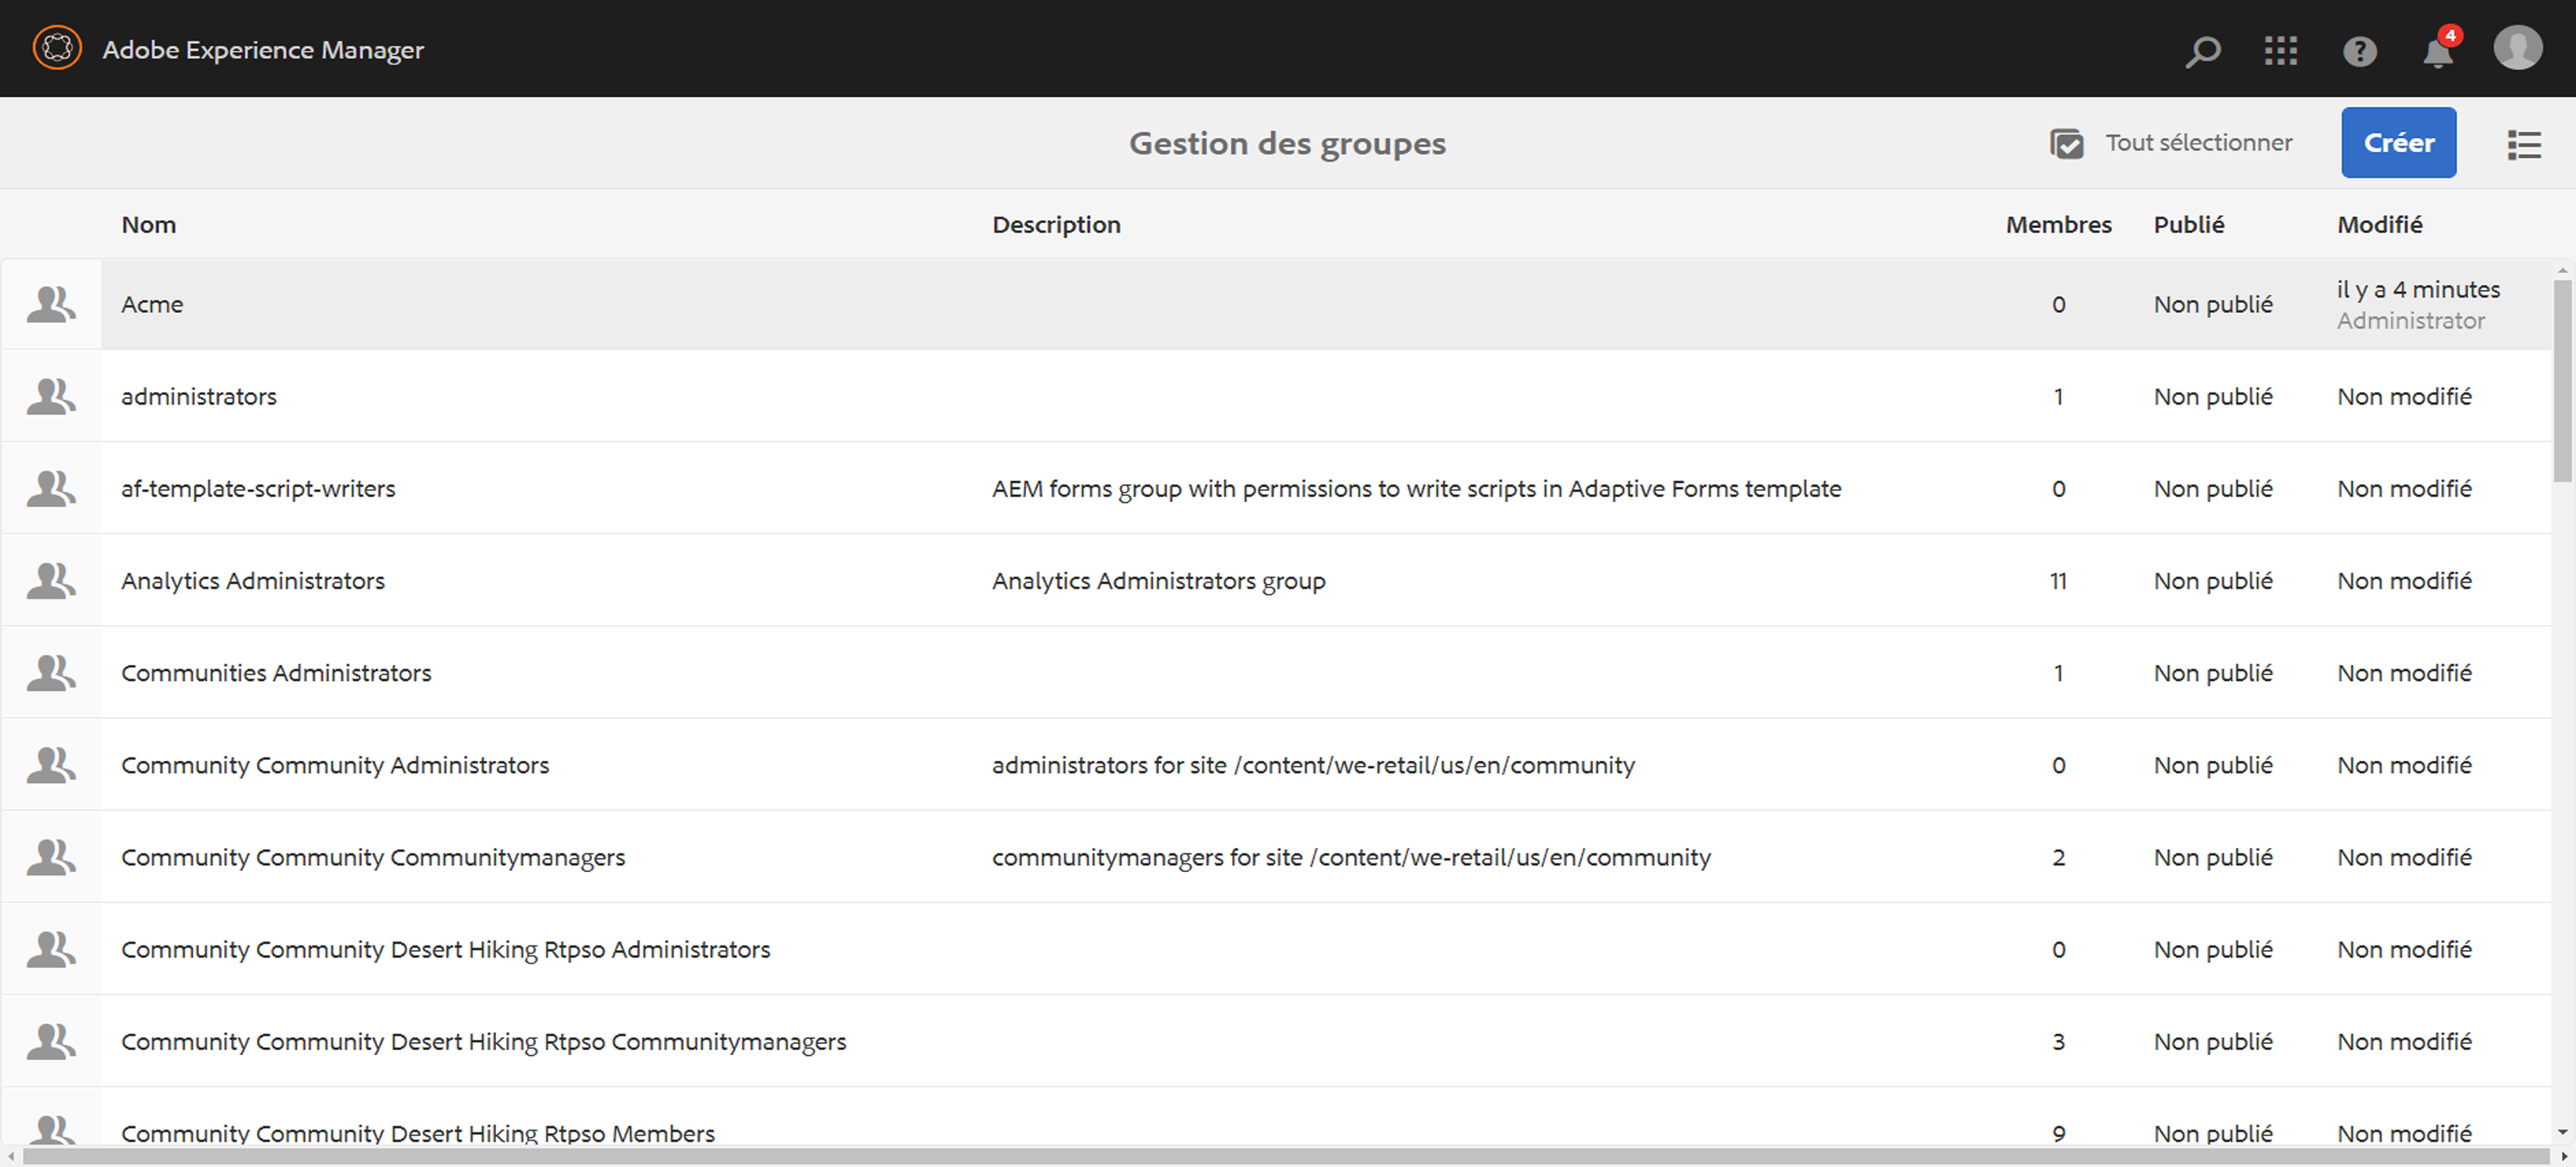 Adobe Experience Manager
4
Gestion des groupes
Tout sélectionner
Créer
Nom Description Membres Publié Modifié
Acme 0 Non publié il y a 4 minutes
Administrator
administrators 1 Non publié Non modifié
af-template-script-writers AEM forms group with permissions to write scripts in Adaptive Forms template 0 Non publié Non modifié
Analytics Administrators Analytics Administrators group 11 Non publié Non modifié
Communities Administrators 1 Non publié Non modifié
Community Community Administrators administrators for site /content/we-retail/us/en/community 0 Non publié Non modifié
Community Community Communitymanagers communitymanagers for site /content/we-retail/us/en/community 2 Non publié Non modifié
Community Community Desert Hiking Rtpso Administrators 0 Non publié Non modifié
Community Community Desert Hiking Rtpso Communitymanagers 3 Non publié Non modifié
Community Community Desert Hiking Rtpso Members 9 Non publié Non modifié